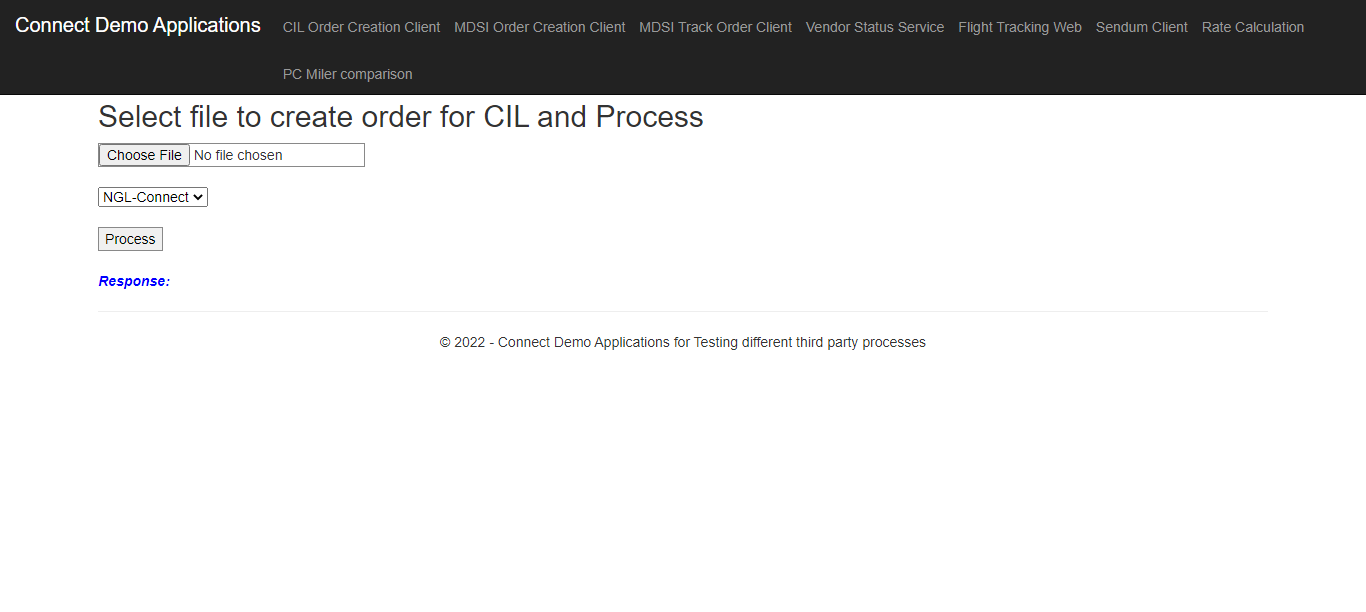 Connect Demo Applications CIL Order Creation Client MDSI Order Creation Client MDSI Track Order Client Vendor Status Service Flight Tracking Web Sendum Client Rate Calculation
PC Miler comparison
Select file to create order for CIL and Process
Choose File No file chosen
NGL-Connect
Process
Response:
© 2022 - Connect Demo Applications for Testing different third party processes